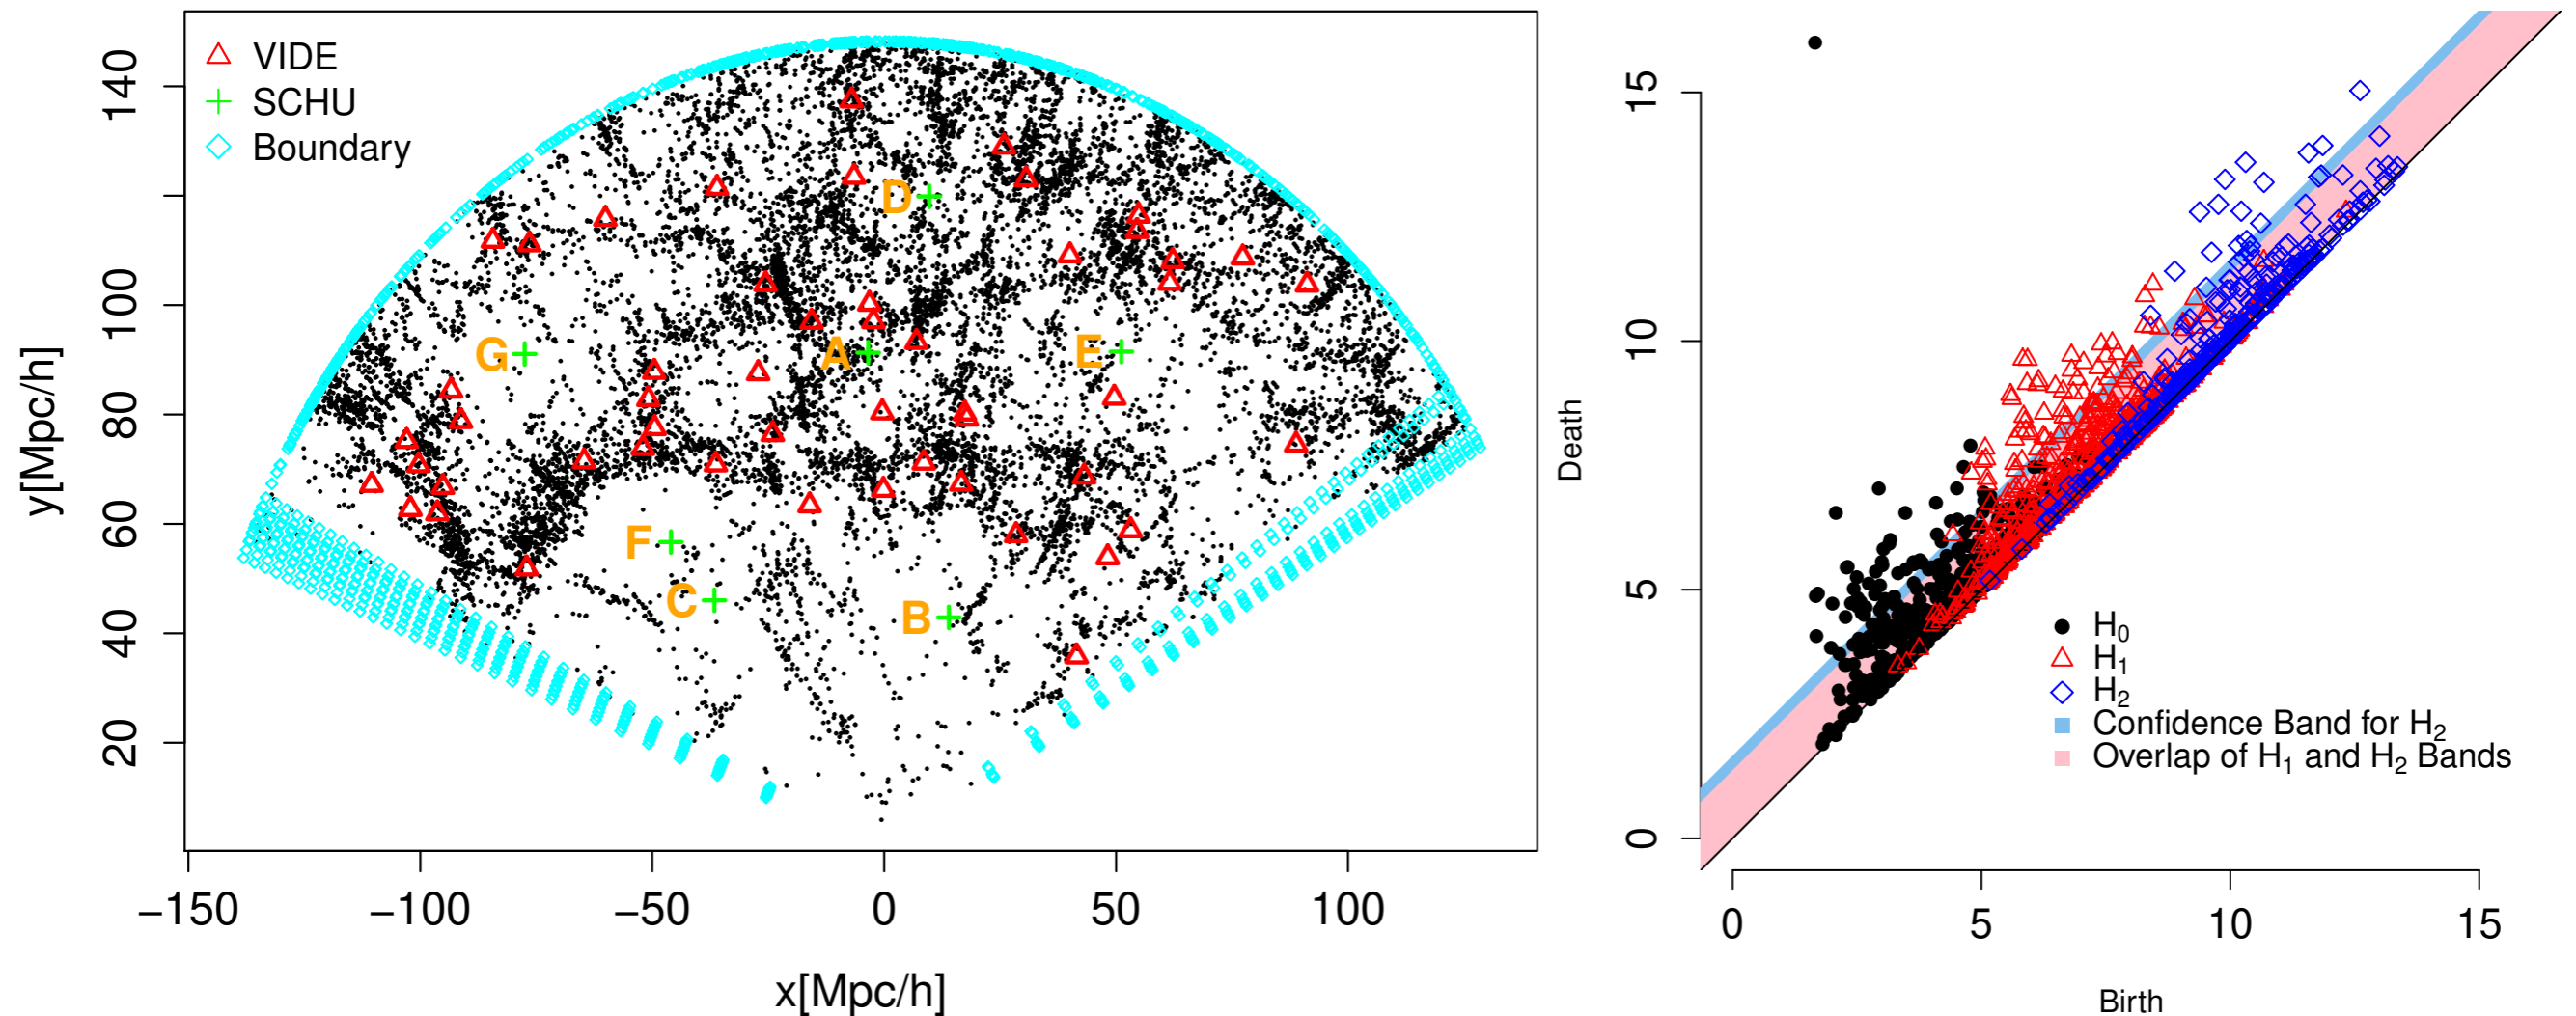 VIDE
SCHU
Boundary
140
100
80
60
40
20
y[Mpc/h]
D
G
A
E
F
C
B
−150
−100
−50
0
50
100
x[Mpc/h]
15
10
5
0
Death
H0
H1
H2
Confidence Band for H2
Overlap of H1 and H2 Bands
0
5
10
15
Birth